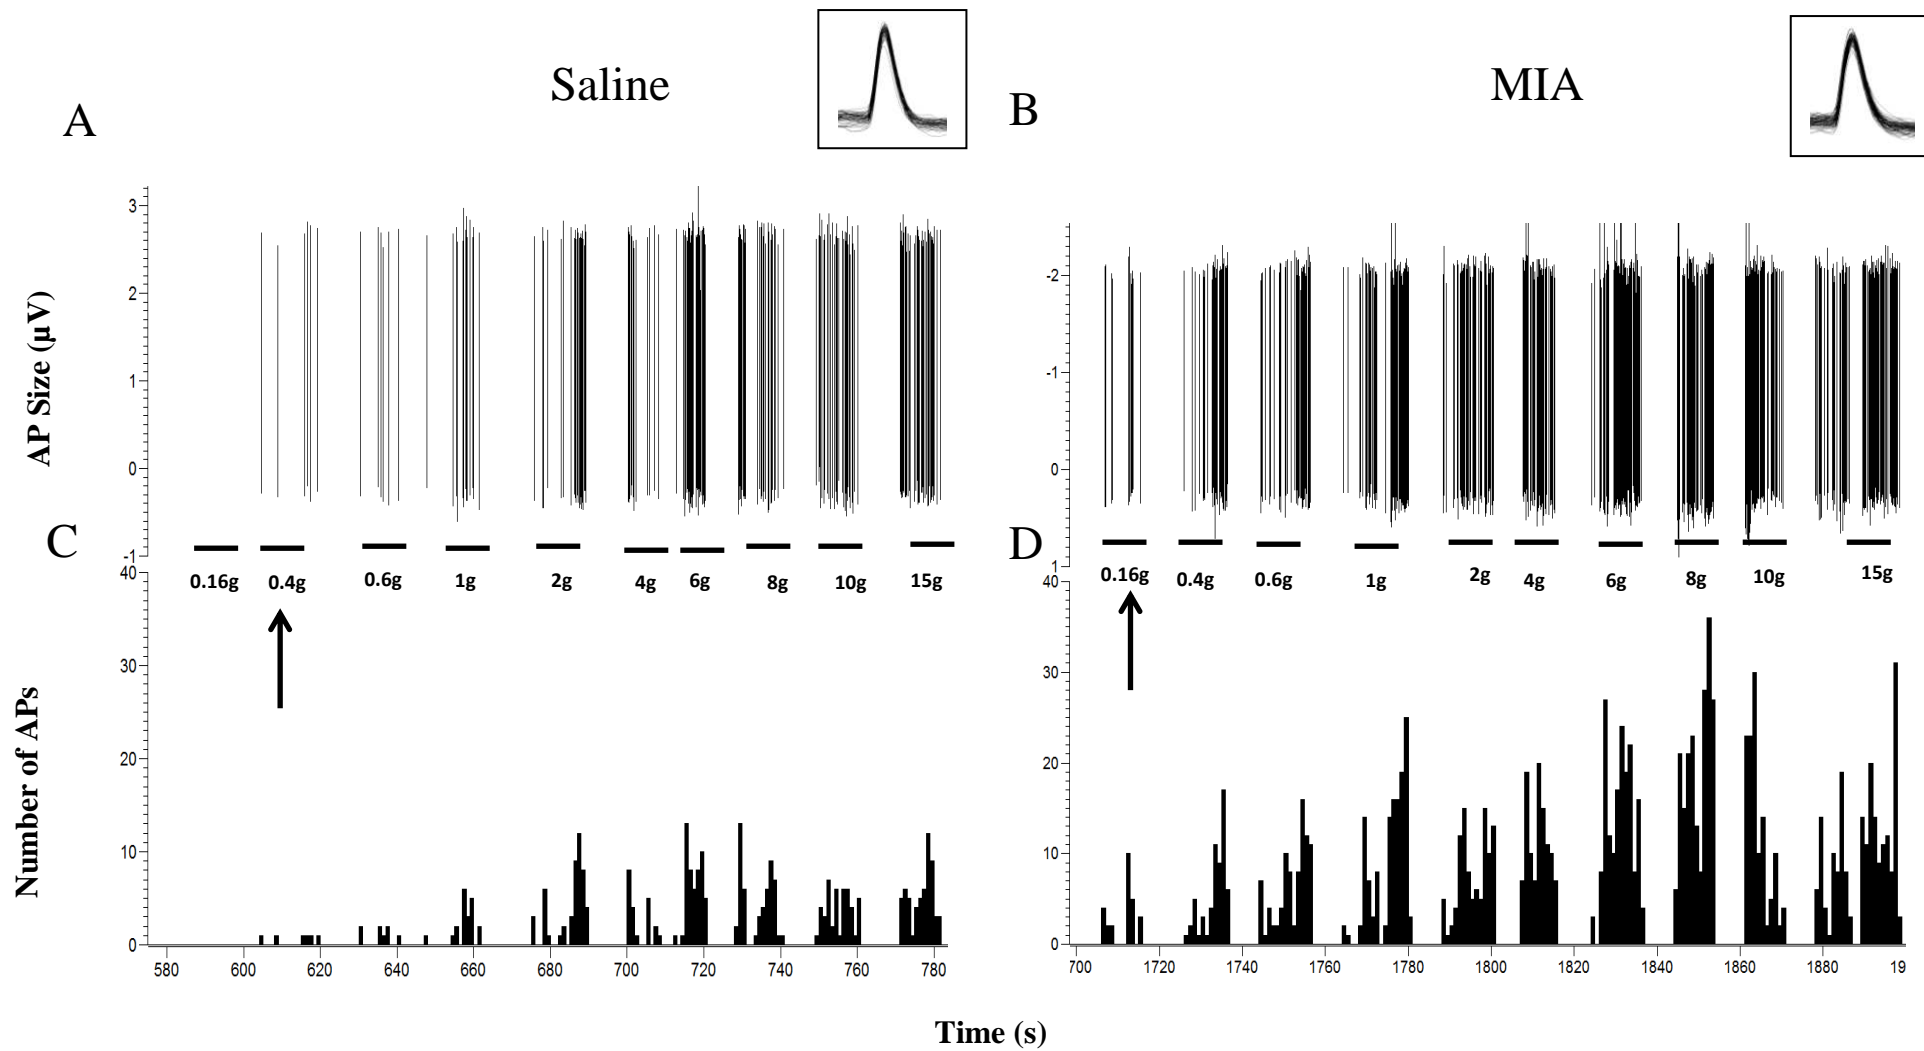 Saline
MIA
A
B
AP Size (µV)
3
2
1
0
-1
-2
-1
0
1
C
D
0.16g 0.4g 0.6g 1g 2g 4g 6g 8g 10g 15g
0.16g 0.4g 0.6g 1g 2g 4g 6g 8g 10g 15g
Number of APs
40
30
20
10
0
40
30
20
10
0
580 600 620 640 660 680 700 720 740 760 780
700 1720 1740 1760 1780 1800 1820 1840 1860 1880 19
Time (s)